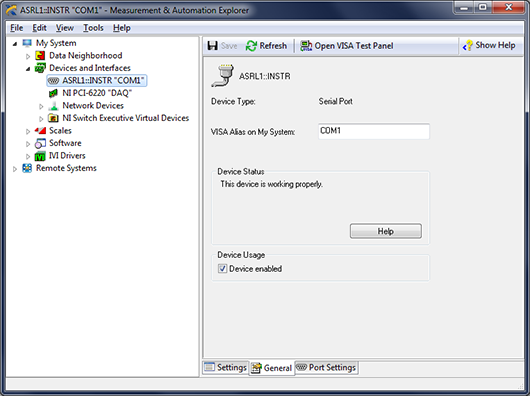 ASRL1::INSTR "COM1" - Measurement & Automation Explorer
File Edit View Tools Help
My System
Data Neighborhood
Devices and Interfaces
ASRL1::INSTR "COM1"
NI PCI-6220 "DAQ"
Network Devices
NI Switch Executive Virtual Devices
Scales
Software
IVI Drivers
Remote Systems
Save Refresh Open VISA Test Panel Show Help
ASRL1::INSTR
Device Type: Serial Port
VISA Alias on My System: COM1
Device Status
This device is working properly.
Help
Device Usage
Device enabled
Settings General Port Settings